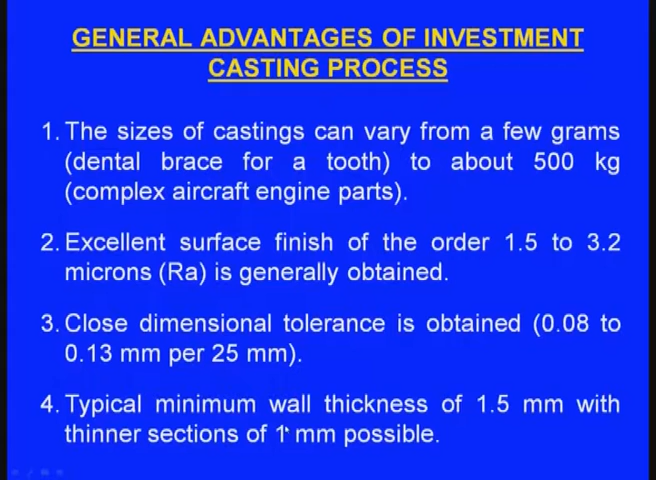 GENERAL ADVANTAGES OF INVESTMENT
CASTING PROCESS
1. The sizes of castings can vary from a few grams
(dental brace for a tooth) to about 500 kg
(complex aircraft engine parts).
2. Excellent surface finish of the order 1.5 to 3.2
microns (Ra) is generally obtained.
3. Close dimensional tolerance is obtained (0.08 to
0.13 mm per 25 mm).
4. Typical minimum wall thickness of 1.5 mm with
thinner sections of 1 mm possible.